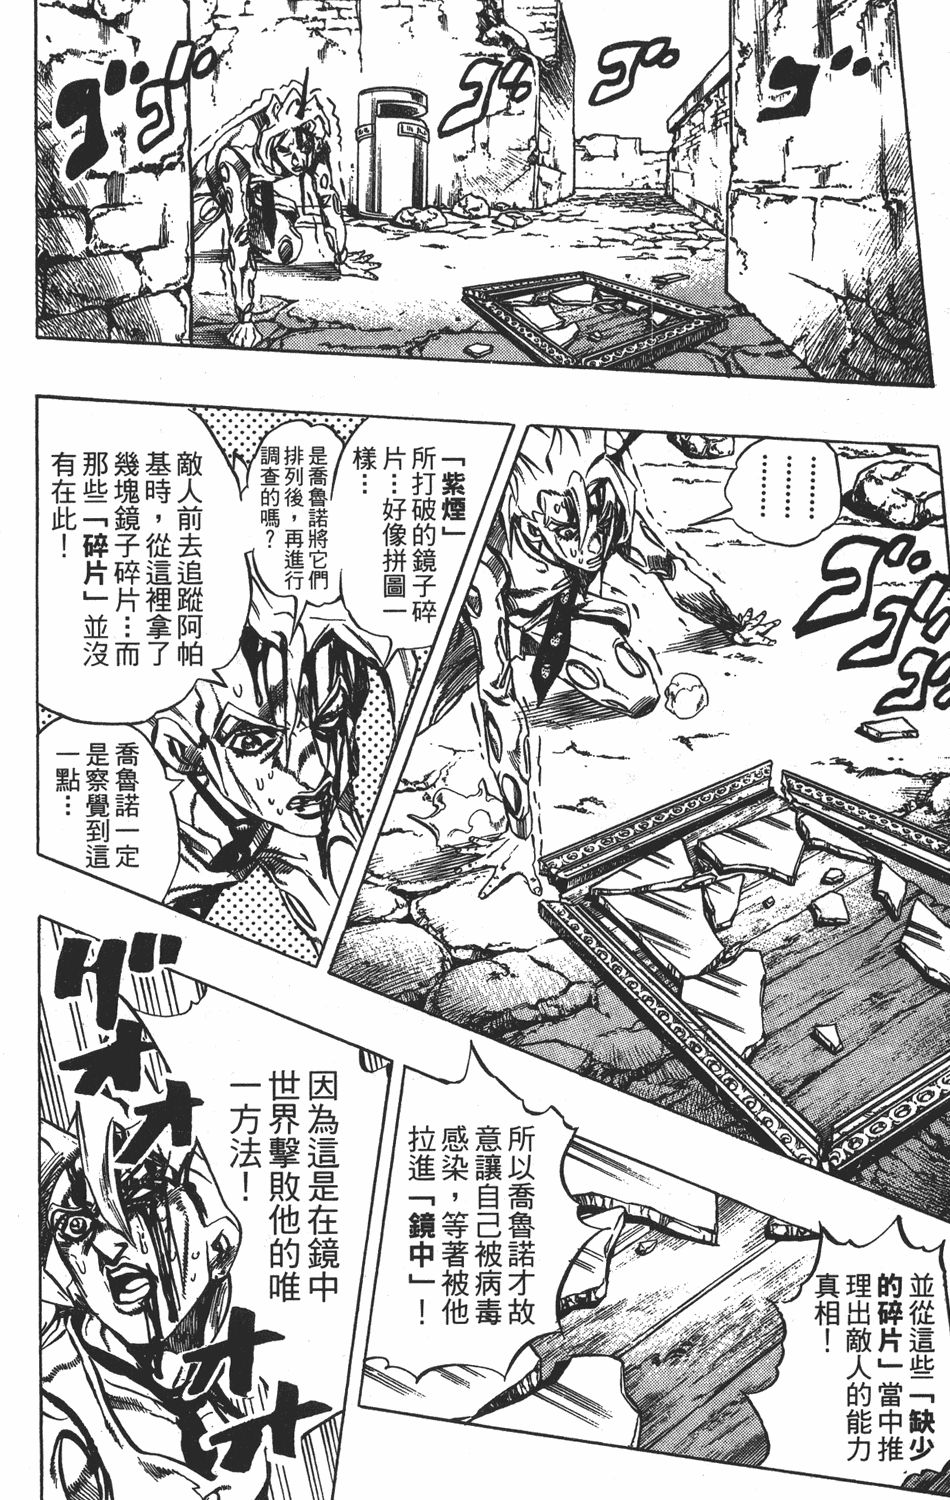 ゴゴゴゴゴ
…………
…………
ゴゴゴゴ
「紫煙」
所打破的鏡子碎
片…好像拼圖一
樣…
是喬魯諾將它們
排列後，再進行
調查的嗎？
敵人前去追蹤阿帕
基時，從這裡拿了
幾塊鏡子碎片…而
那些「碎片」並沒
有在此！
喬魯諾一定
是察覺到這
一點…
並從這些「缺少
的碎片」當中推
理出敵人的能力
真相！
所以喬魯諾才故
意讓自己被病毒
感染，等著被他
拉進「鏡中」！
因為這是在鏡中
世界擊敗他的唯
一方法！
グオオオオ